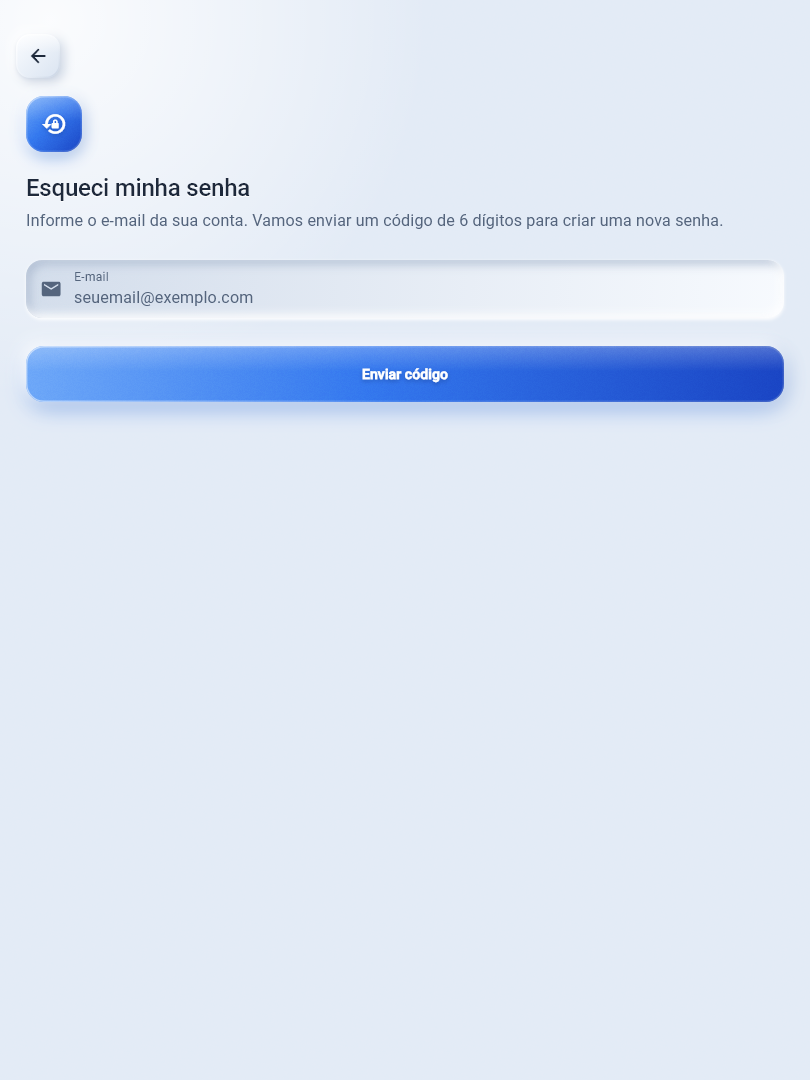 Esqueci minha senha
Informe o e-mail da sua conta. Vamos enviar um código de 6 dígitos para criar uma nova senha.
E-mail
seuemail@exemplo.com
Enviar código